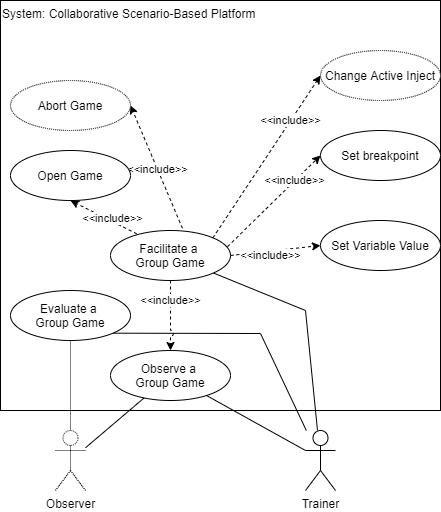 System: Collaborative Scenario-Based Platform
Change Active Inject
Abort Game
<<include>>
Set breakpoint
<<include>>
Open Game
<<include>>
<<include>>
Set Variable Value
Facilitate a
Group Game
<<include>>
<<include>>
Evaluate a
Group Game
Observe a
Group Game
Observer
Trainer